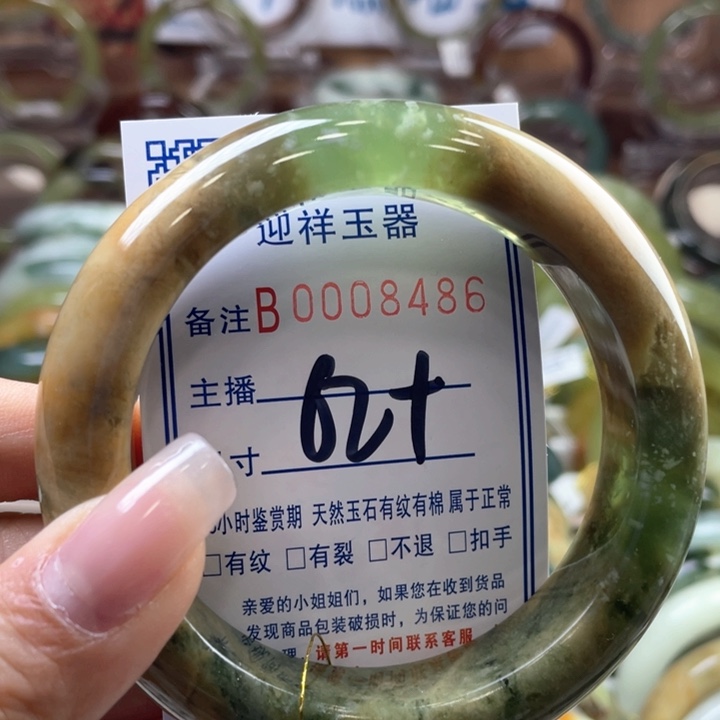 迎祥玉器
备注B0008486
主播
62+
寸
小时鉴赏期 天然玉石有纹有棉 属于正常
□有纹 □有裂 □不退 □扣手
亲爱的小姐姐们，如果您在收到货品
发现商品包装破损时，为保证您的问
理，请第一时间联系客服